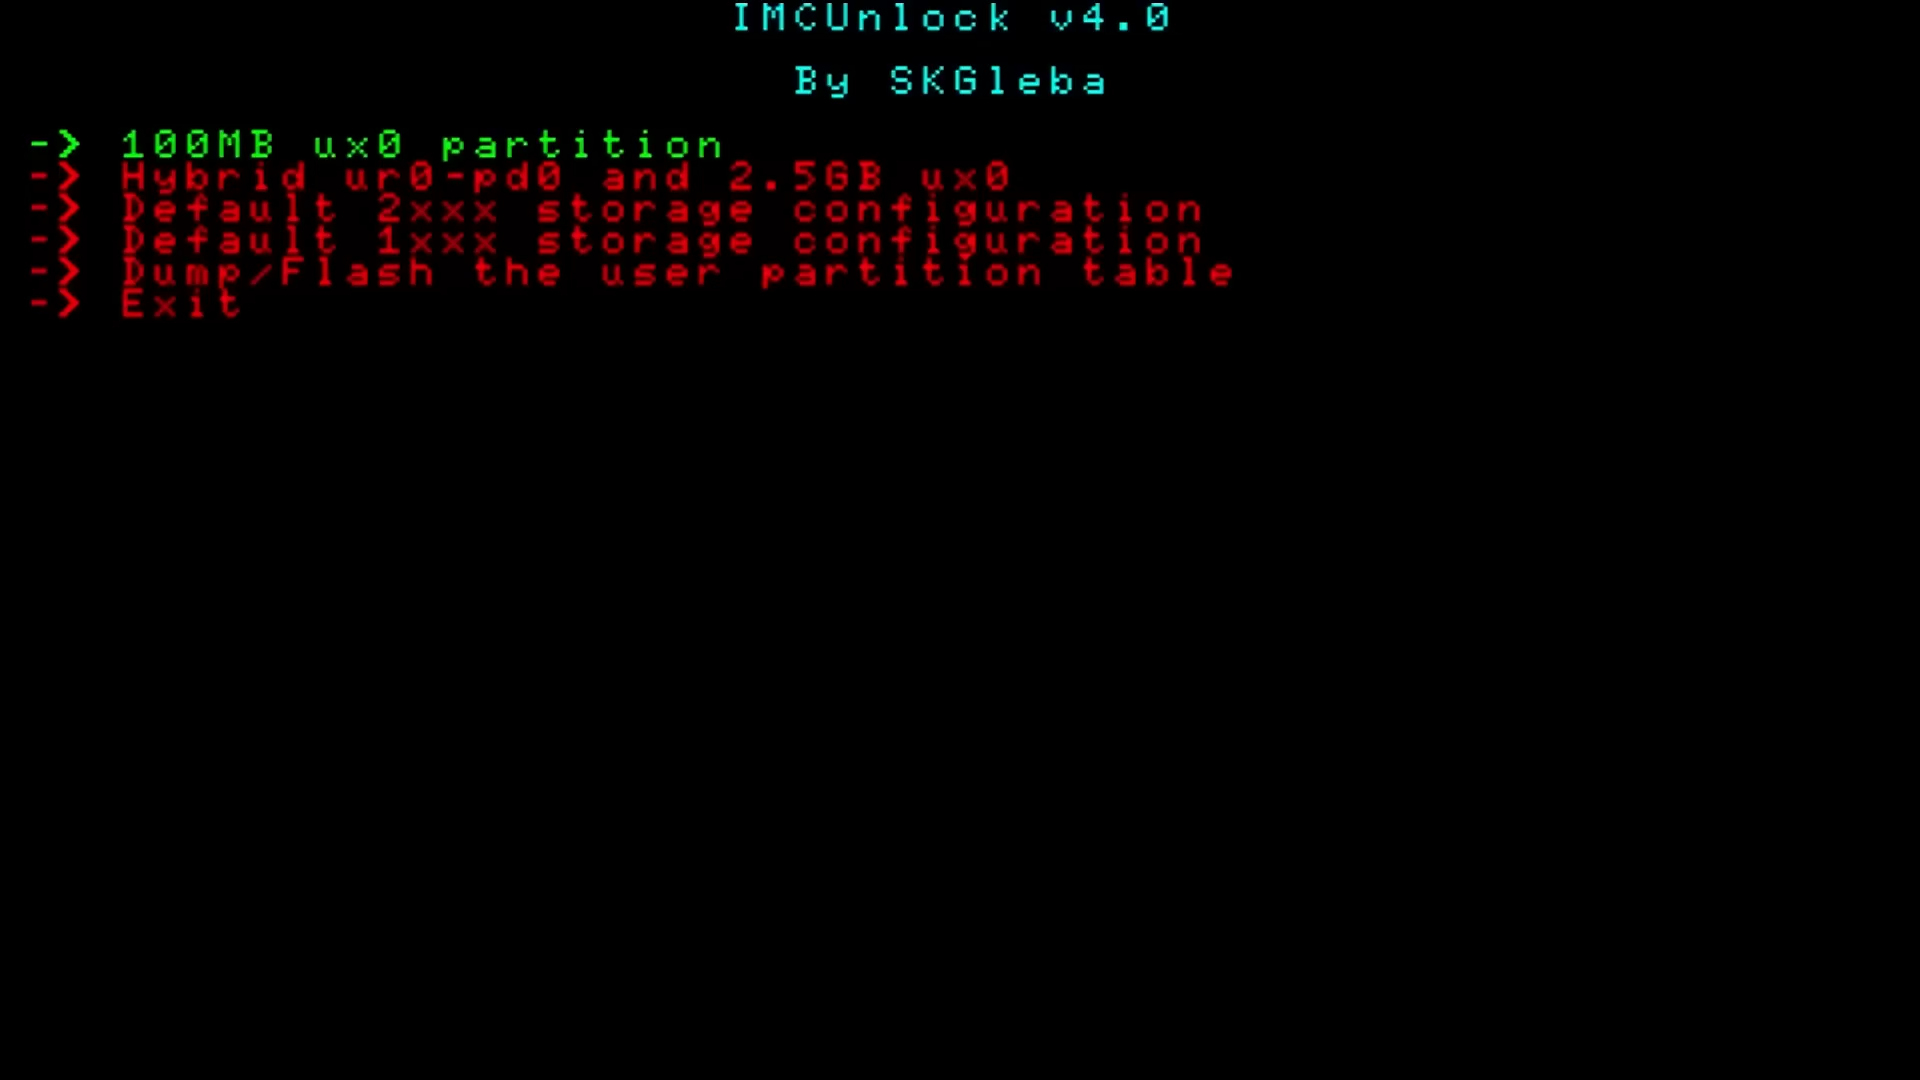 IMCUnlock v4.0
By SKGleba
-> 100MB ux0 partition
-> Hybrid ur0-pd0 and 2.5GB ux0
-> Default 2xxx storage configuration
-> Default 1xxx storage configuration
-> Dump/Flash the user partition table
-> Exit